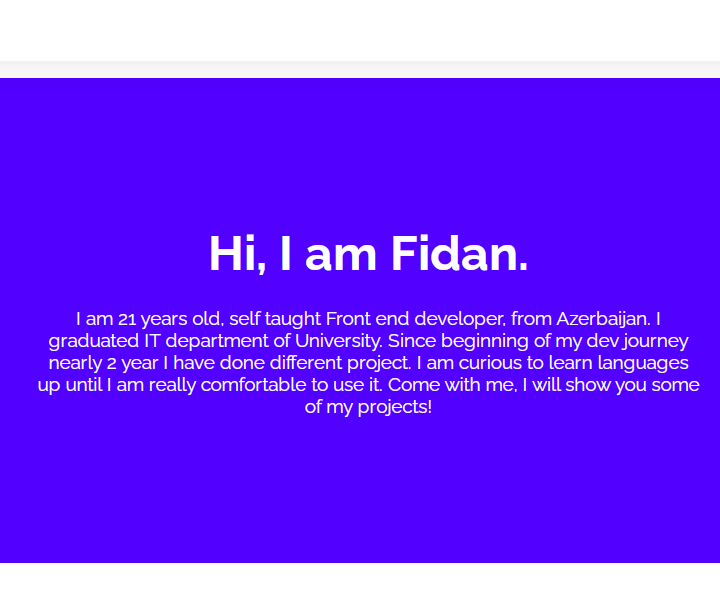 Hi, I am Fidan.
I am 21 years old, self taught Front end developer, from Azerbaijan. I
graduated IT department of University. Since beginning of my dev journey
nearly 2 year I have done different project. I am curious to learn languages
up until I am really comfortable to use it. Come with me, I will show you some
of my projects!